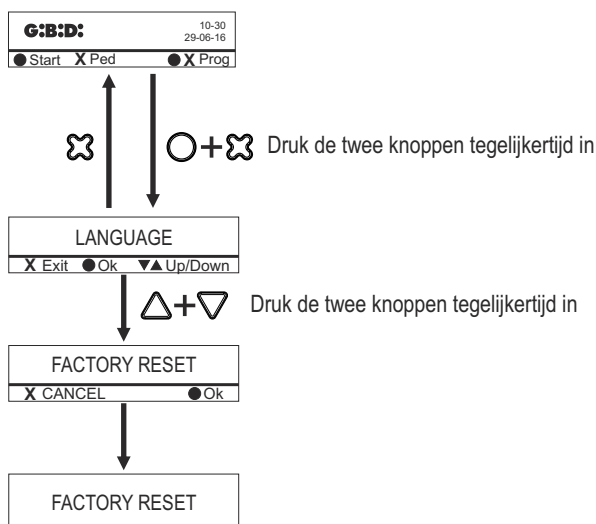 G:B:D: 10-30
29-06-16
● Start X Ped ● X Prog
+ Druk de twee knoppen tegelijkertijd in
LANGUAGE
X Exit ● Ok ▼▲ Up/Down
+ Druk de twee knoppen tegelijkertijd in
FACTORY RESET
X CANCEL ● Ok
FACTORY RESET